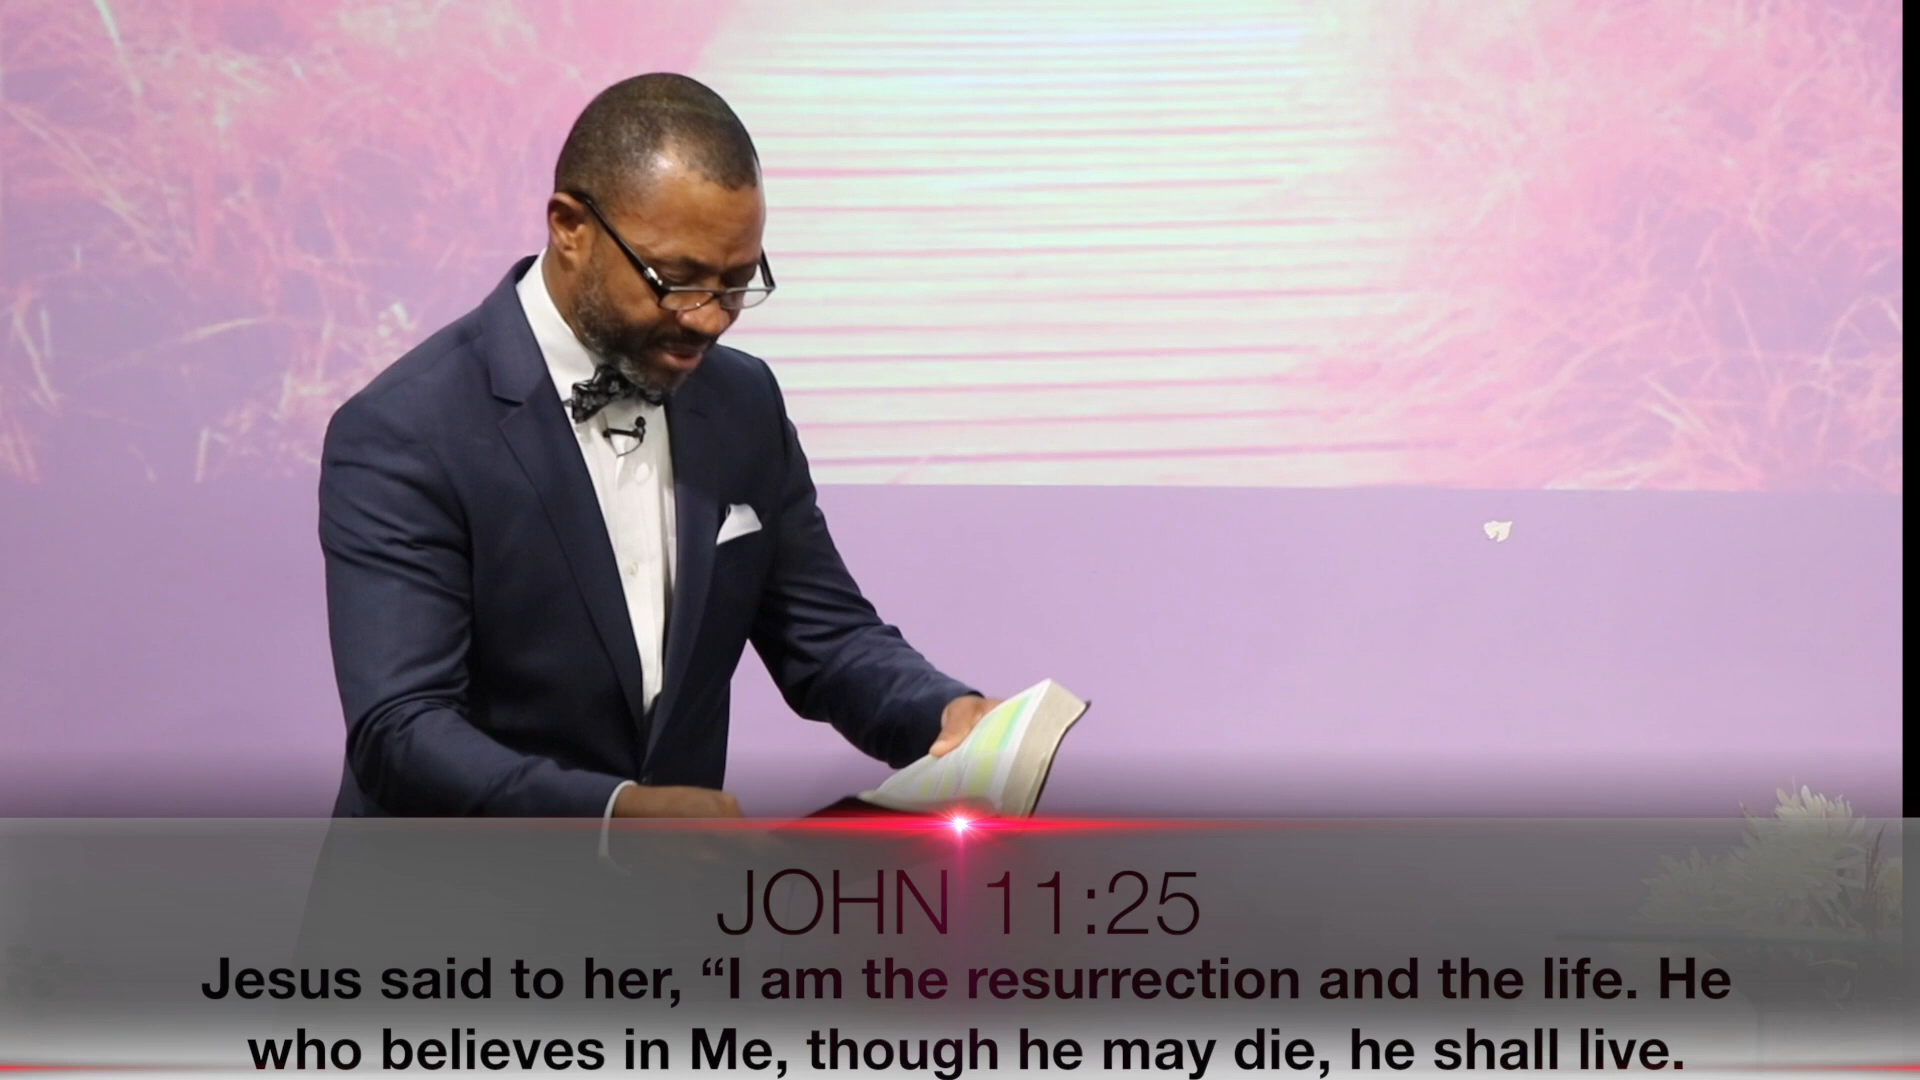 JOHN 11:25
Jesus said to her, “I am the resurrection and the life. He
who believes in Me, though he may die, he shall live.